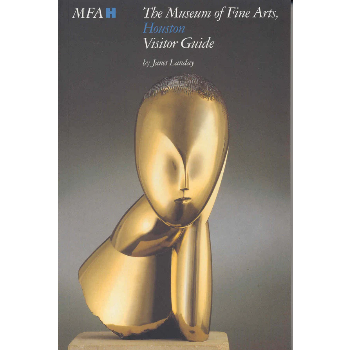 MFAH
The Museum of Fine Arts,
Houston
Visitor Guide
by Janet Landay